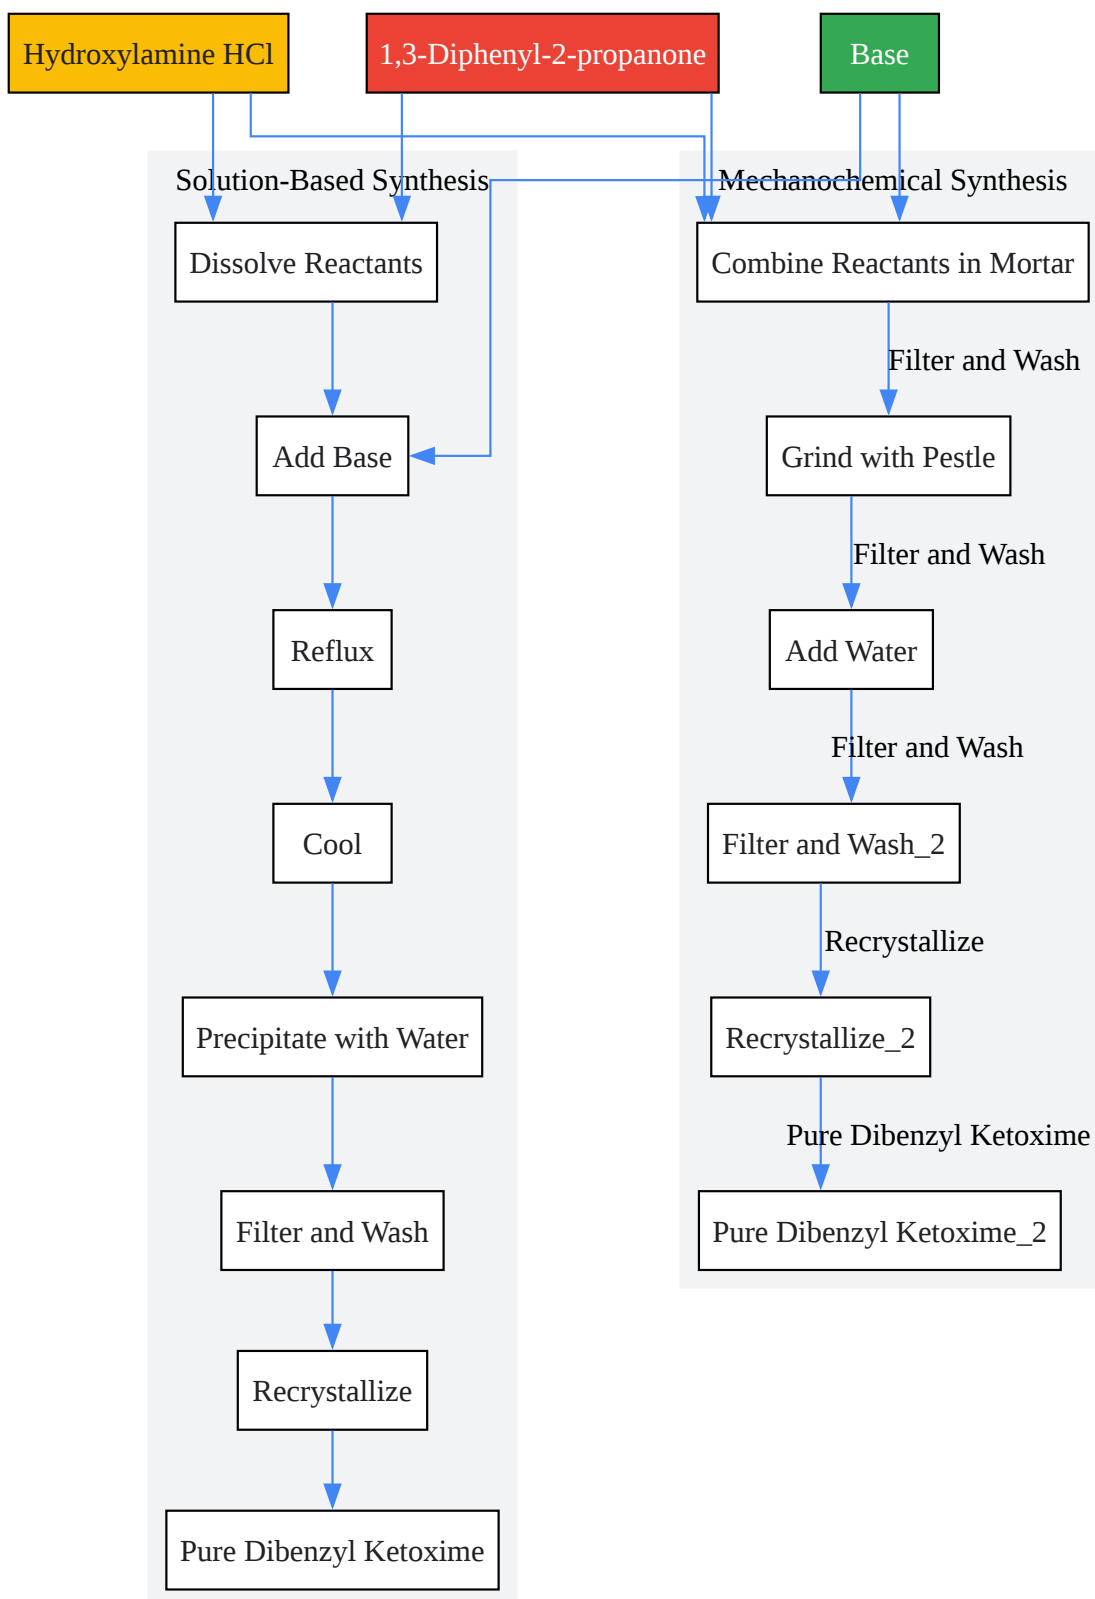 Hydroxylamine HCl
1,3-Diphenyl-2-propanone
Base
Solution-Based Synthesis
Mechanochemical Synthesis
Dissolve Reactants
Combine Reactants in Mortar
Filter and Wash
Add Base
Grind with Pestle
Filter and Wash
Reflux
Add Water
Filter and Wash
Cool
Filter and Wash_2
Recrystallize
Precipitate with Water
Recrystallize_2
Pure Dibenzyl Ketoxime
Filter and Wash
Pure Dibenzyl Ketoxime_2
Recrystallize
Pure Dibenzyl Ketoxime